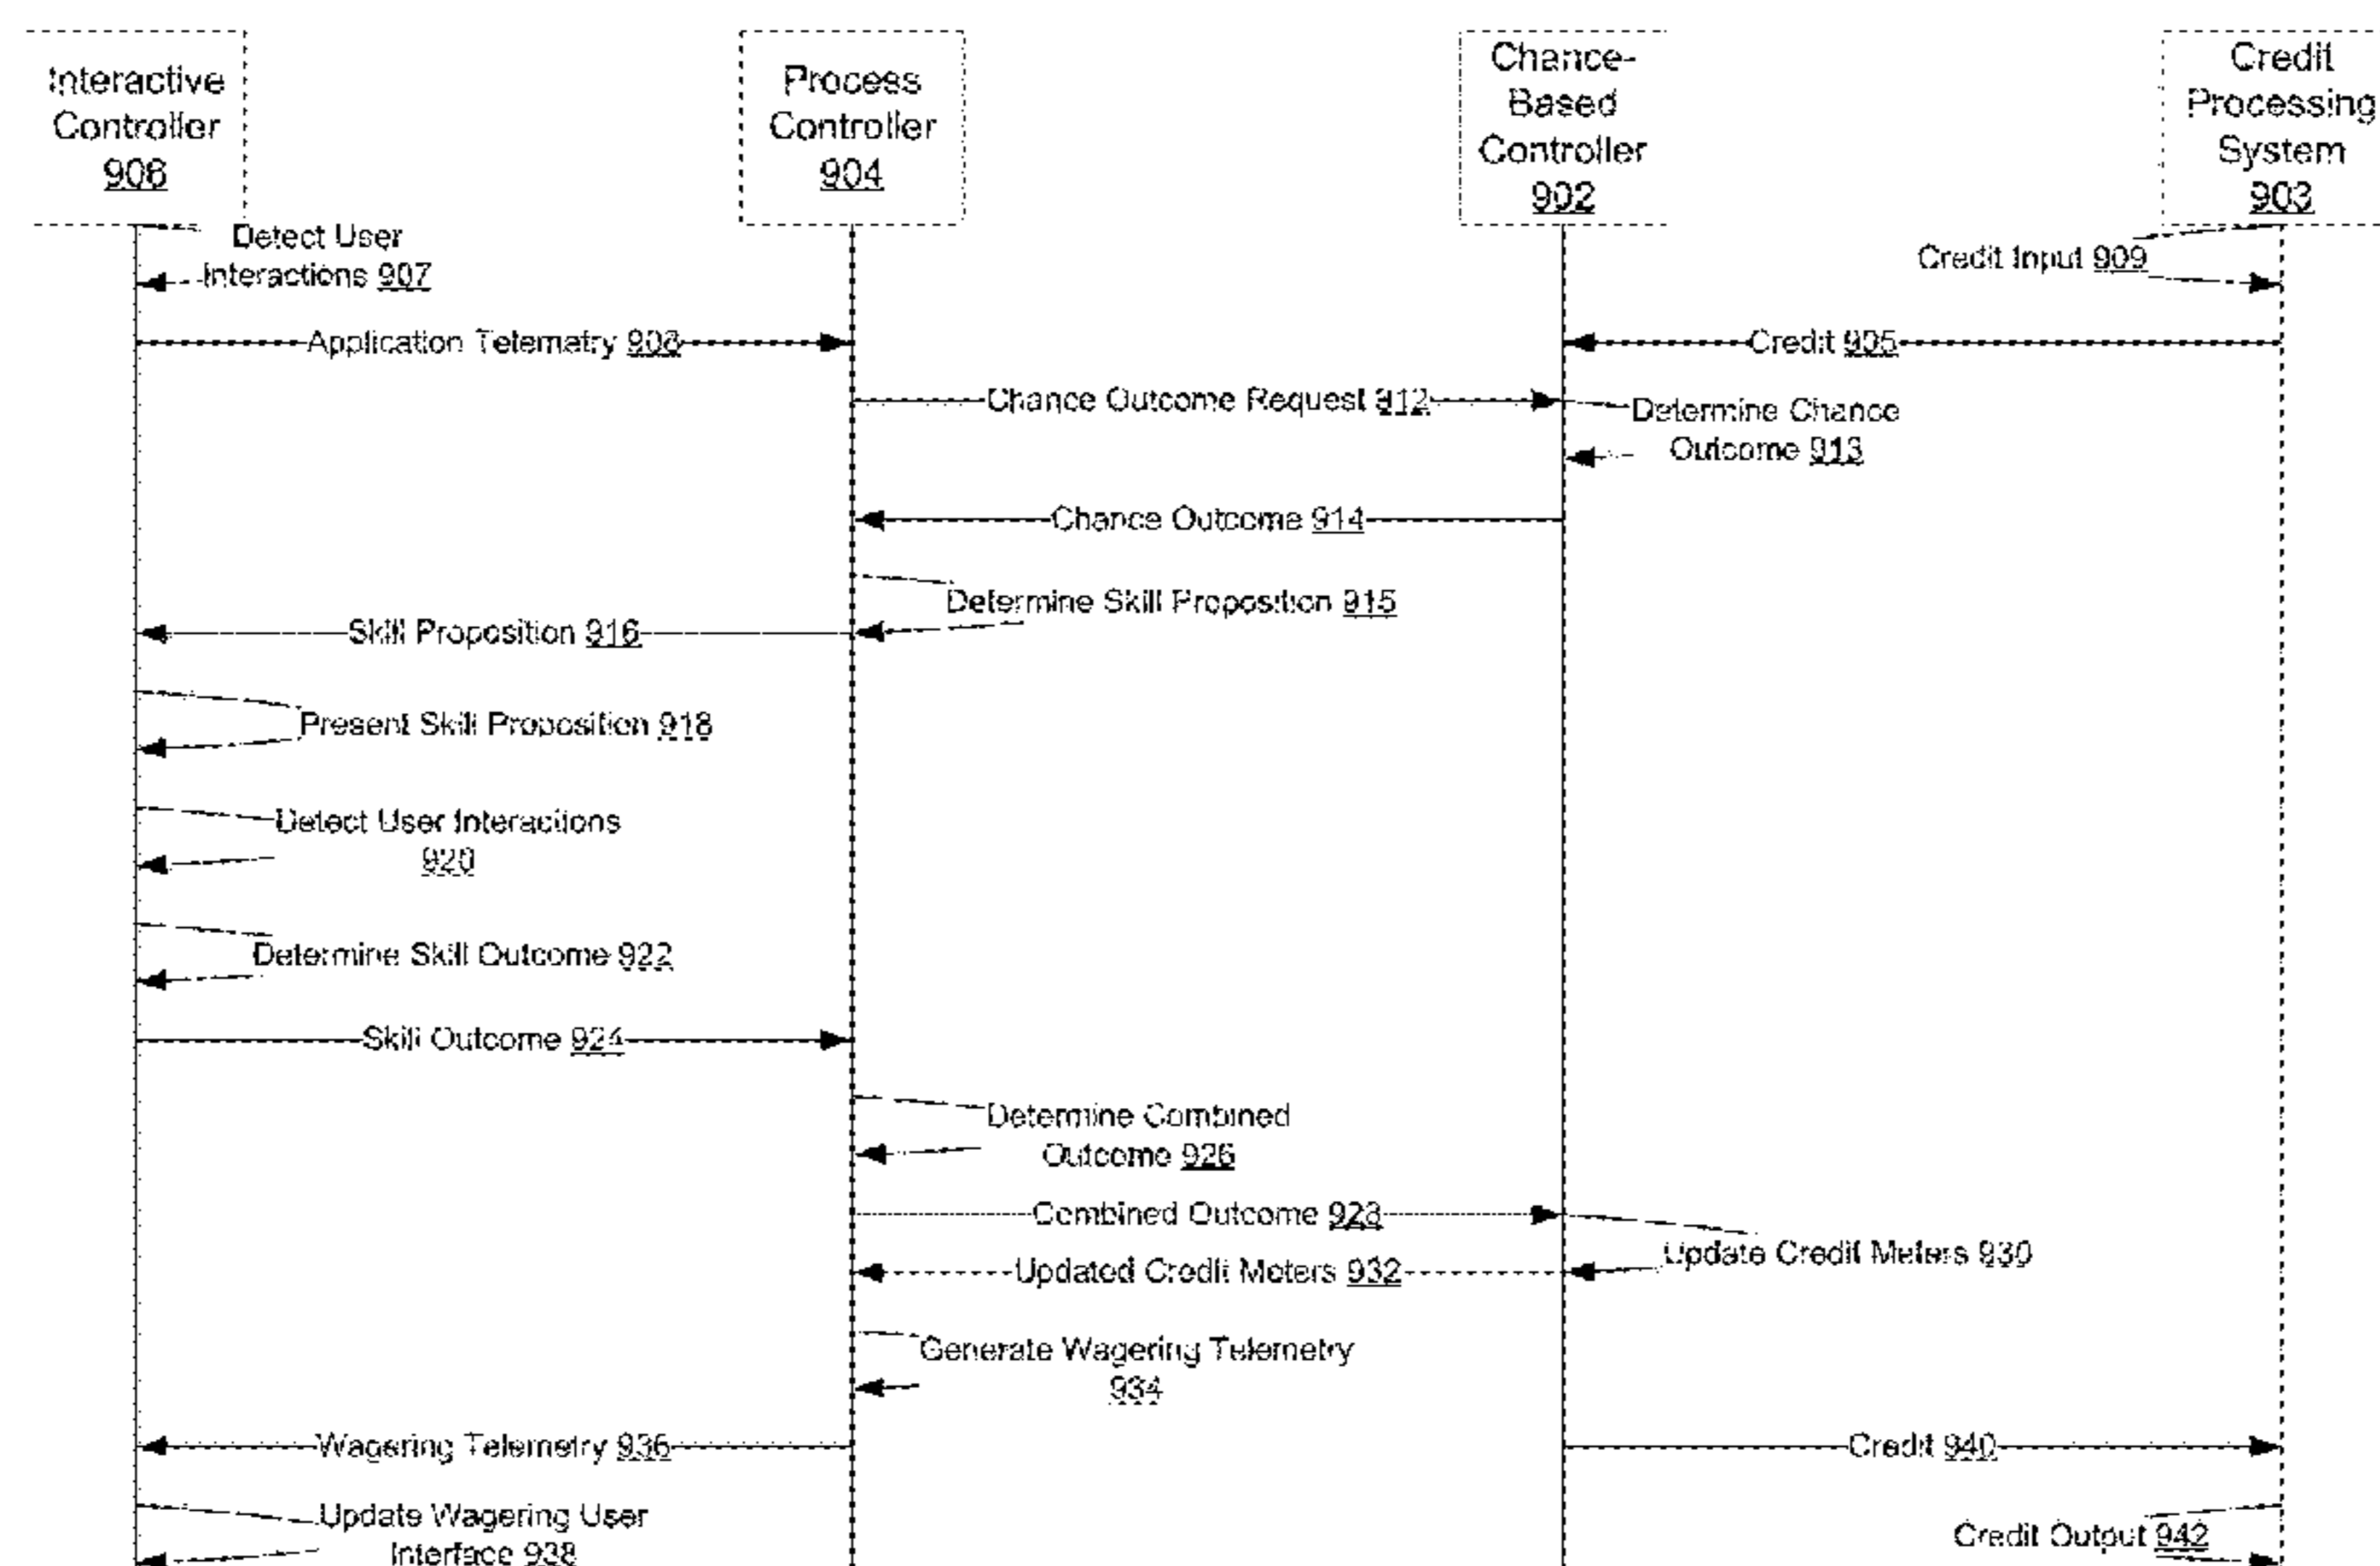 Interactive
Controller
906
Process
Controller
904
Chance-
Based
Controller
902
Credit
Processing
System
903
Detect User
Interactions 907
Credit Input 909
Application Telemetry 908
Credit 905
Chance Outcome Request 912
Determine Chance
Outcome 913
Chance Outcome 914
Determine Skill Proposition 915
Skill Proposition 916
Present Skill Proposition 918
Detect User Interactions
920
Determine Skill Outcome 922
Skill Outcome 924
Determine Combined
Outcome 926
Combined Outcome 928
Update Credit Meters 930
Updated Credit Meters 932
Generate Wagering Telemetry
934
Wagering Telemetry 936
Credit 940
Update Wagering User
Interface 938
Credit Output 942